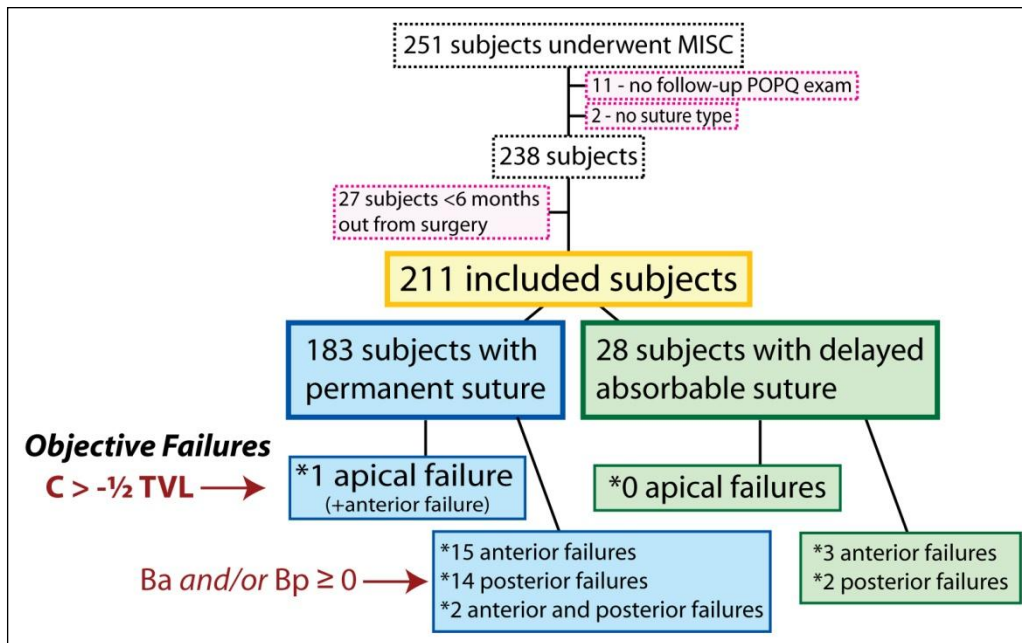 251 subjects underwent MISC
11 - no follow-up POPQ exam
2 - no suture type
238 subjects
27 subjects <6 months
out from surgery
211 included subjects
183 subjects with
permanent suture
28 subjects with delayed
absorbable suture
Objective Failures
C > -½ TVL
*1 apical failure
(+anterior failure)
*0 apical failures
Ba and/or Bp ≥ 0
*15 anterior failures
*14 posterior failures
*2 anterior and posterior failures
*3 anterior failures
*2 posterior failures